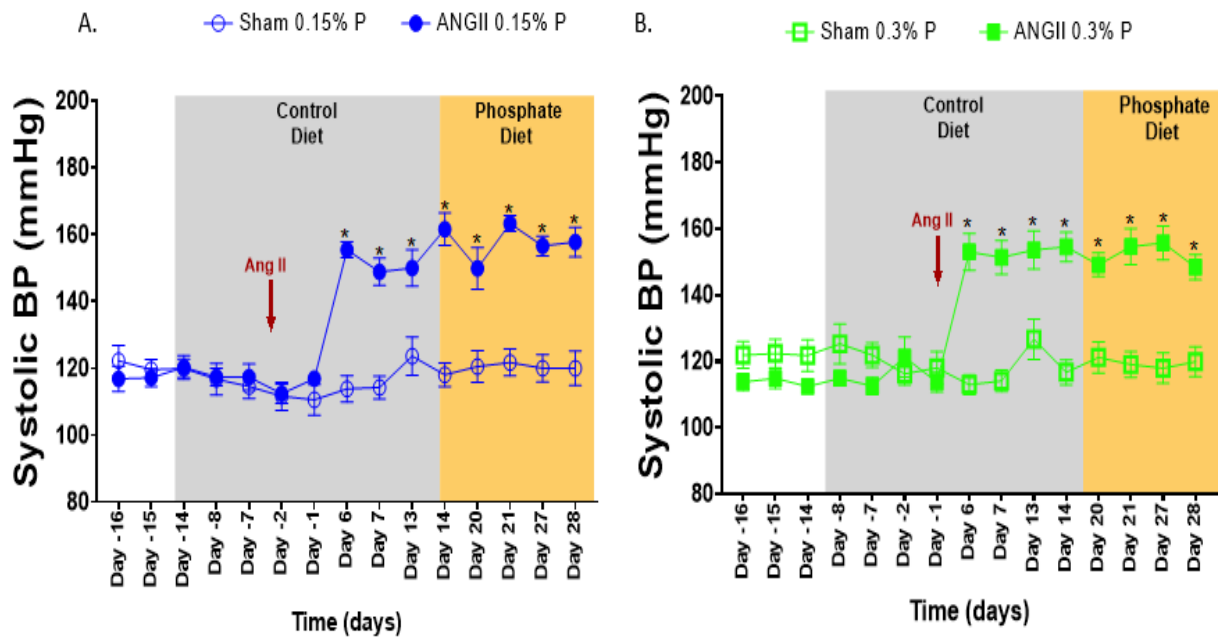 A.
Sham 0.15% P
ANGII 0.15% P
Systolic BP (mmHg)
200
180
160
140
120
100
80
Control
Diet
Phosphate
Diet
Ang II
* * * * * * * *
Day -16
Day -15
Day -14
Day -8
Day -7
Day -2
Day -1
Day 6
Day 7
Day 13
Day 14
Day 20
Day 21
Day 27
Day 28
Time (days)
B.
Sham 0.3% P
ANGII 0.3% P
Systolic BP (mmHg)
200
180
160
140
120
100
80
Control
Diet
Phosphate
Diet
Ang II
* * * * * * * *
Day -16
Day -15
Day -14
Day -8
Day -7
Day -2
Day -1
Day 6
Day 7
Day 13
Day 14
Day 20
Day 21
Day 27
Day 28
Time (days)